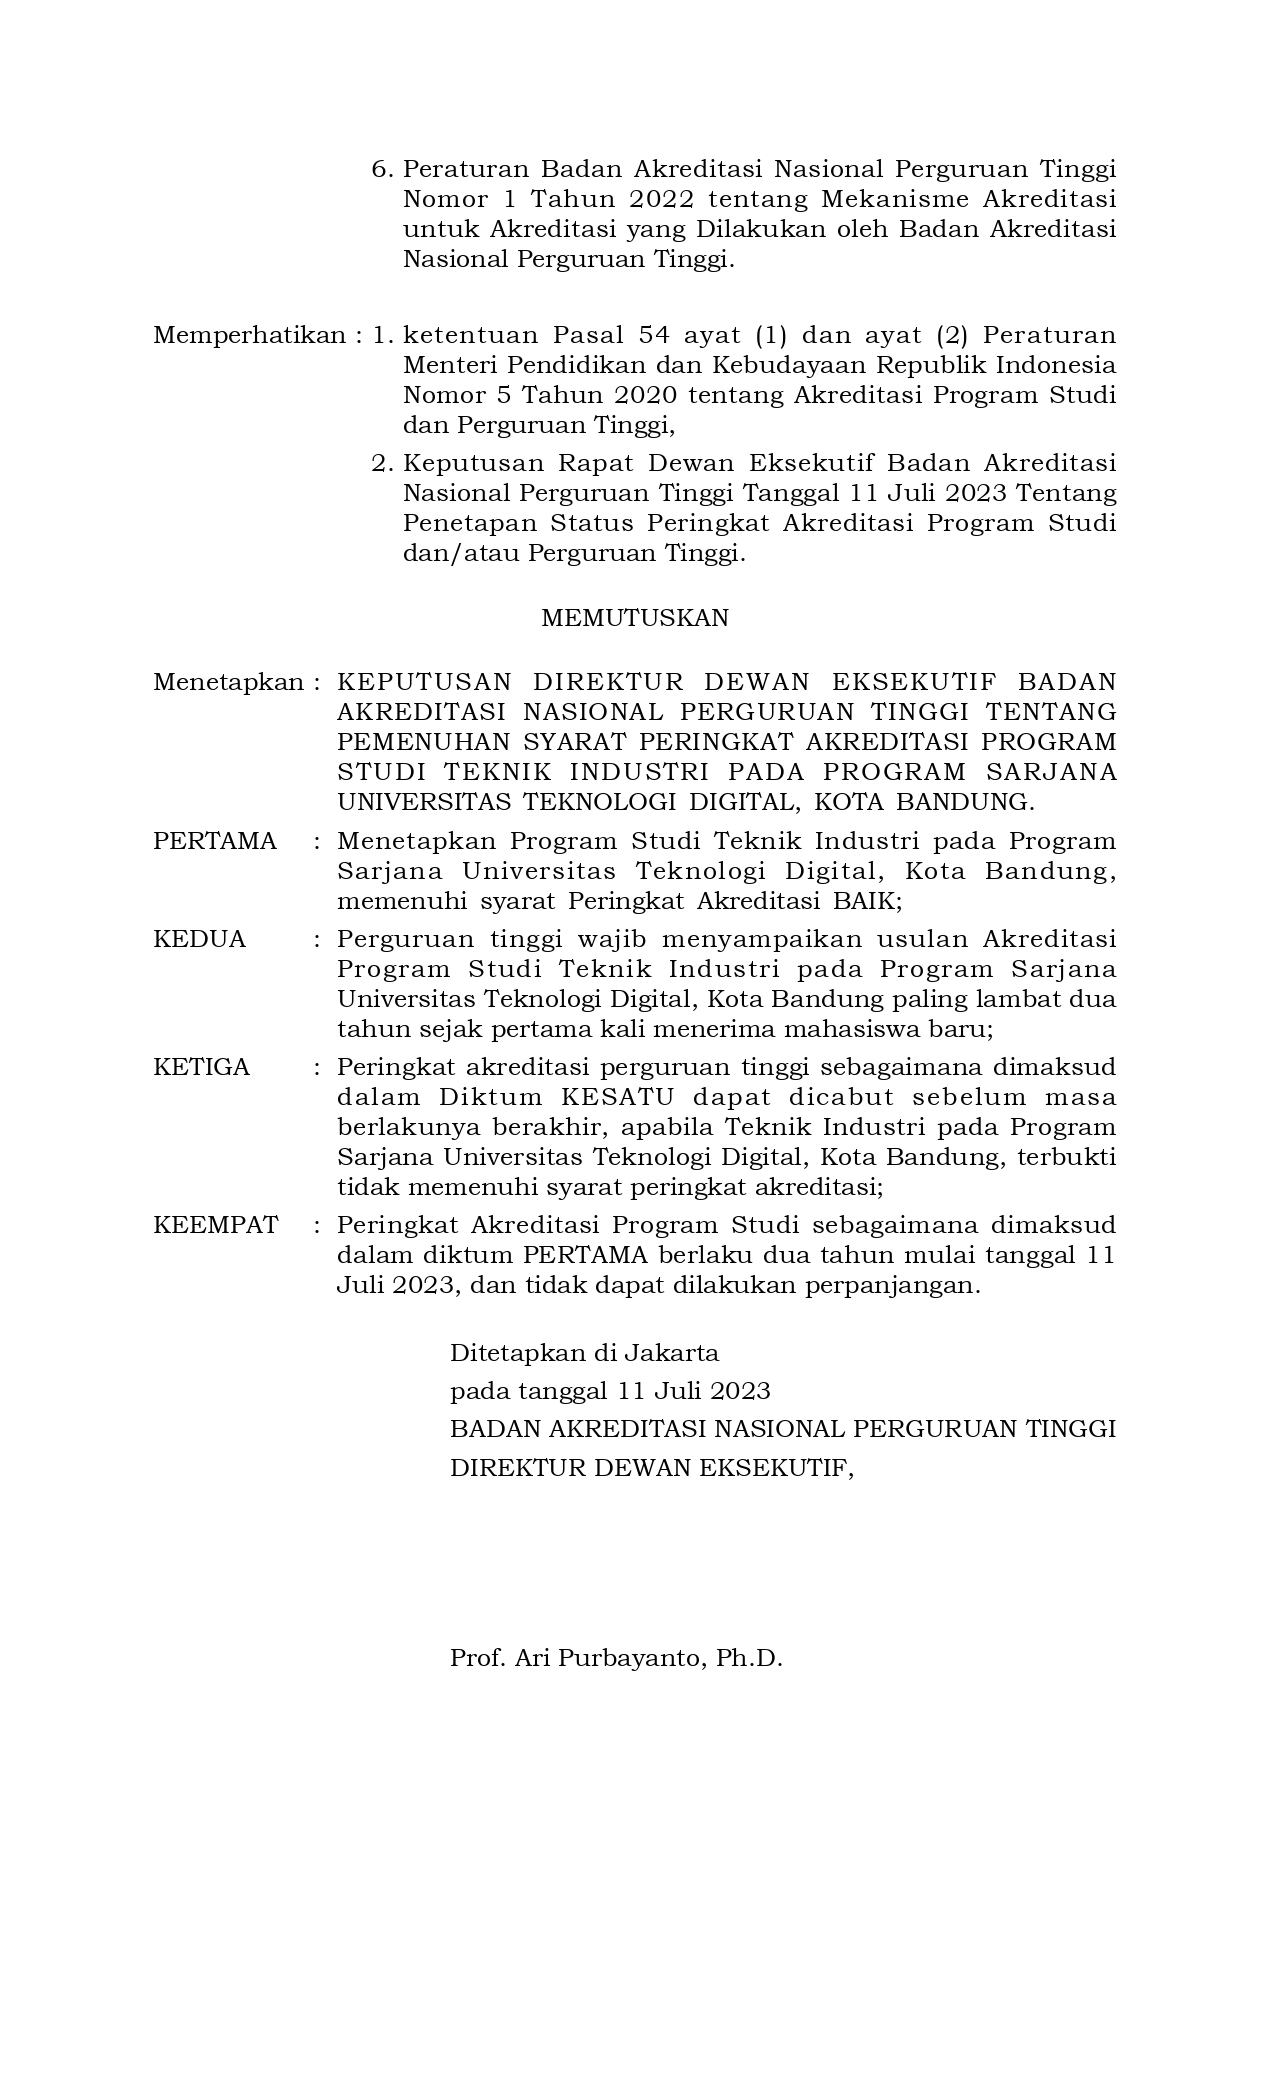 6. Peraturan Badan Akreditasi Nasional Perguruan Tinggi
Nomor 1 Tahun 2022 tentang Mekanisme Akreditasi
untuk Akreditasi yang Dilakukan oleh Badan Akreditasi
Nasional Perguruan Tinggi.
Memperhatikan : 1. ketentuan Pasal 54 ayat (1) dan ayat (2) Peraturan
Menteri Pendidikan dan Kebudayaan Republik Indonesia
Nomor 5 Tahun 2020 tentang Akreditasi Program Studi
dan Perguruan Tinggi,
2. Keputusan Rapat Dewan Eksekutif Badan Akreditasi
Nasional Perguruan Tinggi Tanggal 11 Juli 2023 Tentang
Penetapan Status Peringkat Akreditasi Program Studi
dan/atau Perguruan Tinggi.
MEMUTUSKAN
Menetapkan : KEPUTUSAN DIREKTUR DEWAN EKSEKUTIF BADAN
AKREDITASI NASIONAL PERGURUAN TINGGI TENTANG
PEMENUHAN SYARAT PERINGKAT AKREDITASI PROGRAM
STUDI TEKNIK INDUSTRI PADA PROGRAM SARJANA
UNIVERSITAS TEKNOLOGI DIGITAL, KOTA BANDUNG.
PERTAMA : Menetapkan Program Studi Teknik Industri pada Program
Sarjana Universitas Teknologi Digital, Kota Bandung,
memenuhi syarat Peringkat Akreditasi BAIK;
KEDUA : Perguruan tinggi wajib menyampaikan usulan Akreditasi
Program Studi Teknik Industri pada Program Sarjana
Universitas Teknologi Digital, Kota Bandung paling lambat dua
tahun sejak pertama kali menerima mahasiswa baru;
KETIGA : Peringkat akreditasi perguruan tinggi sebagaimana dimaksud
dalam Diktum KESATU dapat dicabut sebelum masa
berlakunya berakhir, apabila Teknik Industri pada Program
Sarjana Universitas Teknologi Digital, Kota Bandung, terbukti
tidak memenuhi syarat peringkat akreditasi;
KEEMPAT : Peringkat Akreditasi Program Studi sebagaimana dimaksud
dalam diktum PERTAMA berlaku dua tahun mulai tanggal 11
Juli 2023, dan tidak dapat dilakukan perpanjangan.
Ditetapkan di Jakarta
pada tanggal 11 Juli 2023
BADAN AKREDITASI NASIONAL PERGURUAN TINGGI
DIREKTUR DEWAN EKSEKUTIF,
Prof. Ari Purbayanto, Ph.D.